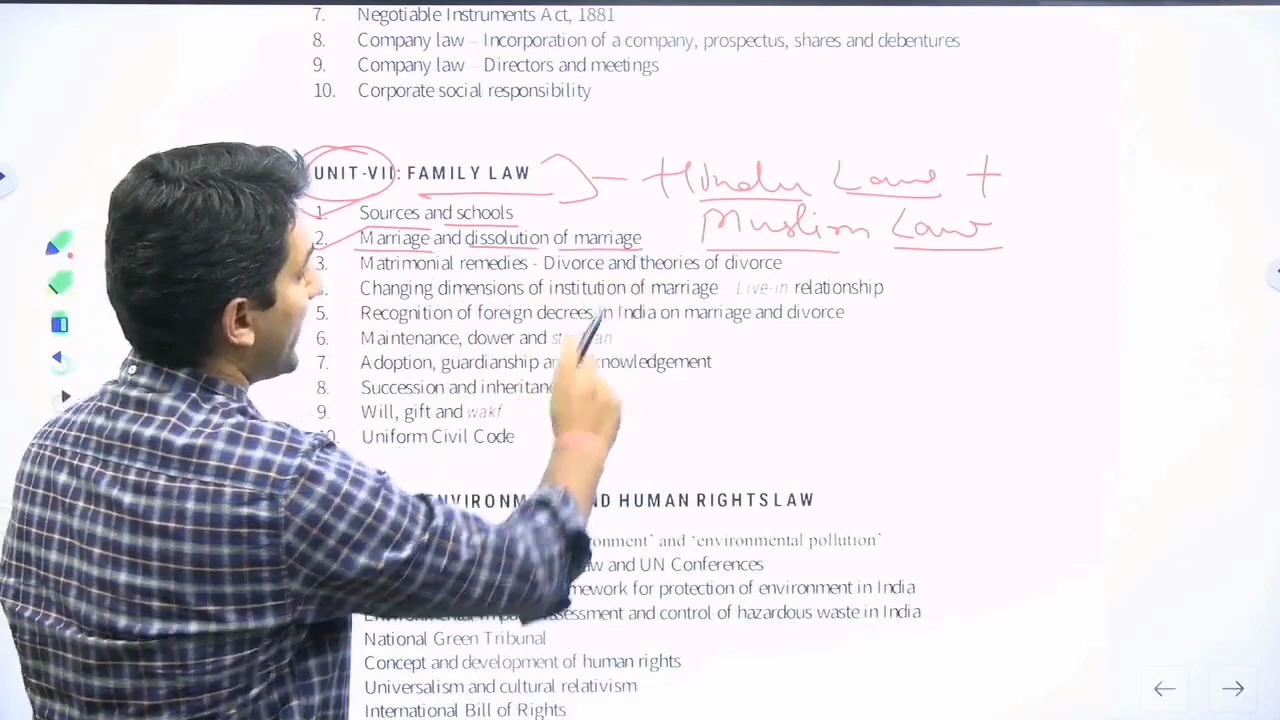 7. Negotiable Instruments Act, 1881
8. Company law – Incorporation of a company, prospectus, shares and debentures
9. Company law – Directors and meetings
10. Corporate social responsibility
UNIT-VII: FAMILY LAW
Hindu Law +
Muslim Law
1. Sources and schools
2. Marriage and dissolution of marriage
3. Matrimonial remedies - Divorce and theories of divorce
Changing dimensions of institution of marriage Live-in relationship
5. Recognition of foreign decrees in India on marriage and divorce
6. Maintenance, dower and
7. Adoption, guardianship
8. Succession and
9. Will, gift and wakf
Uniform Civil Code
HUMAN RIGHTS LAW
and 'environmental pollution'
and UN Conferences
for protection of environment in India
and control of hazardous waste in India
National Green Tribunal
Concept and development of human rights
Universalism and cultural relativism
International Bill of Rights